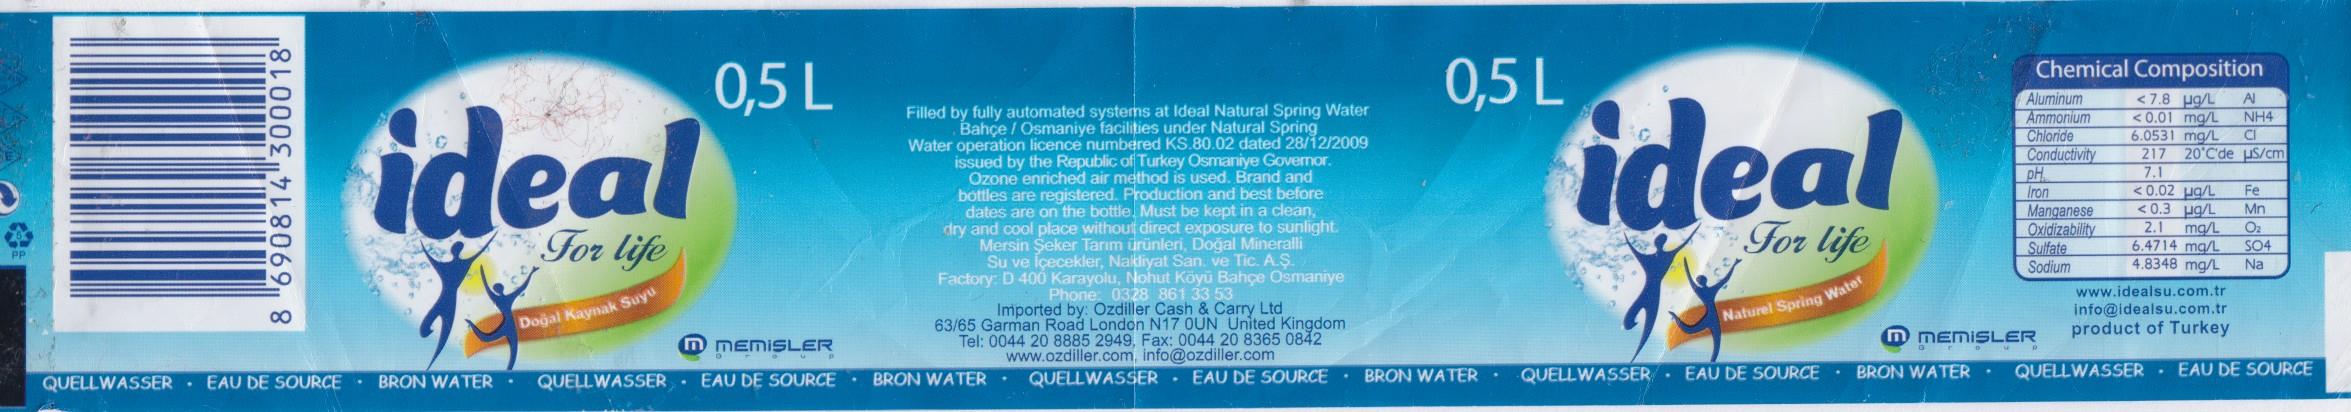 8 690814 300018
5
PP
0,5 L
ideal
For life
Doğal Kaynak Suyu
MEMIŞLER
Group
Filled by fully automated systems at Ideal Natural Spring Water
Bahçe / Osmaniye facilities under Natural Spring
Water operation licence numbered KS.80.02 dated 28/12/2009
issued by the Republic of Turkey Osmaniye Governor.
Ozone enriched air method is used. Brand and
bottles are registered. Production and best before
dates are on the bottle. Must be kept in a clean,
dry and cool place without direct exposure to sunlight.
Mersin Şeker Tarım ürünleri, Doğal Mineralli
Su ve İçecekler, Nakliyat San. ve Tic. A.Ş.
Factory: D 400 Karayolu, Nohut Köyü Bahçe Osmaniye
Phone: 0328 861 33 53
Imported by: Ozdiller Cash & Carry Ltd
63/65 Garman Road London N17 0UN United Kingdom
Tel: 0044 20 8885 2949, Fax: 0044 20 8365 0842
www.ozdiller.com, info@ozdiller.com
0,5 L
ideal
For life
Naturel Spring Water
MEMIŞLER
Group
Chemical Composition
Aluminum < 7.8 µg/L Al
Ammonium < 0.01 mg/L NH4
Chloride 6.0531 mg/L Cl
Conductivity 217 20°C'de µS/cm
pH 7.1
Iron < 0.02 µg/L Fe
Manganese < 0.3 µg/L Mn
Oxidizability 2.1 mg/L O₂
Sulfate 6.4714 mg/L SO4
Sodium 4.8348 mg/L Na
www.idealsu.com.tr
info@idealsu.com.tr
product of Turkey
QUELLWASSER · EAU DE SOURCE · BRON WATER · QUELLWASSER · EAU DE SOURCE · BRON WATER · QUELLWASSER · EAU DE SOURCE · BRON WATER · QUELLWASSER · EAU DE SOURCE · BRON WATER · QUELLWASSER · EAU DE SOURCE